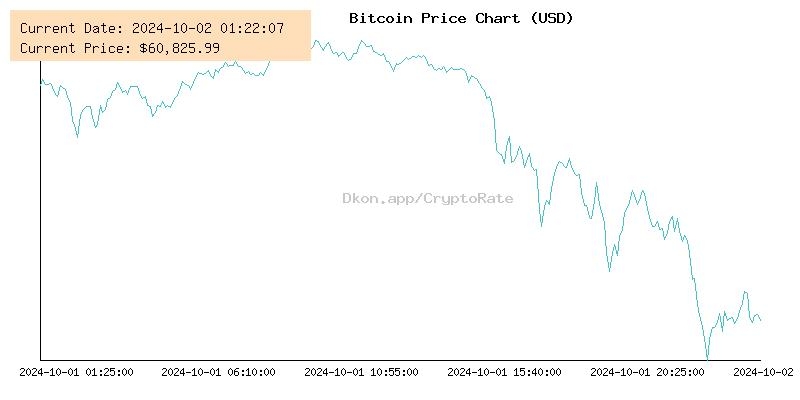 Bitcoin Price Chart (USD)
Current Date: 2024-10-02 01:22:07
Current Price: $60,825.99
Dkon.app/CryptoRate
2024-10-01 01:25:00 2024-10-01 06:10:00 2024-10-01 10:55:00 2024-10-01 15:40:00 2024-10-01 20:25:00 2024-10-02